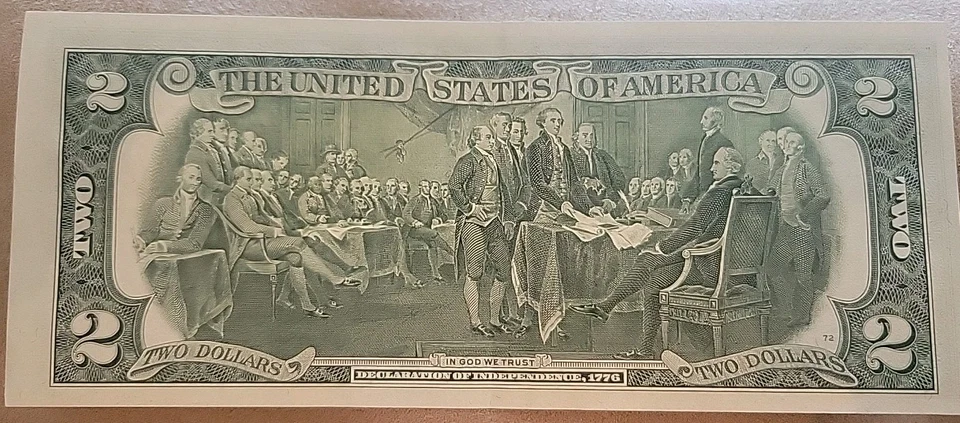 THE UNITED STATES OF AMERICA
2
2
TWO
TWO
2
2
72
TWO DOLLARS
IN GOD WE TRUST
TWO DOLLARS
DECLARATION OF INDEPENDENCE, 1776